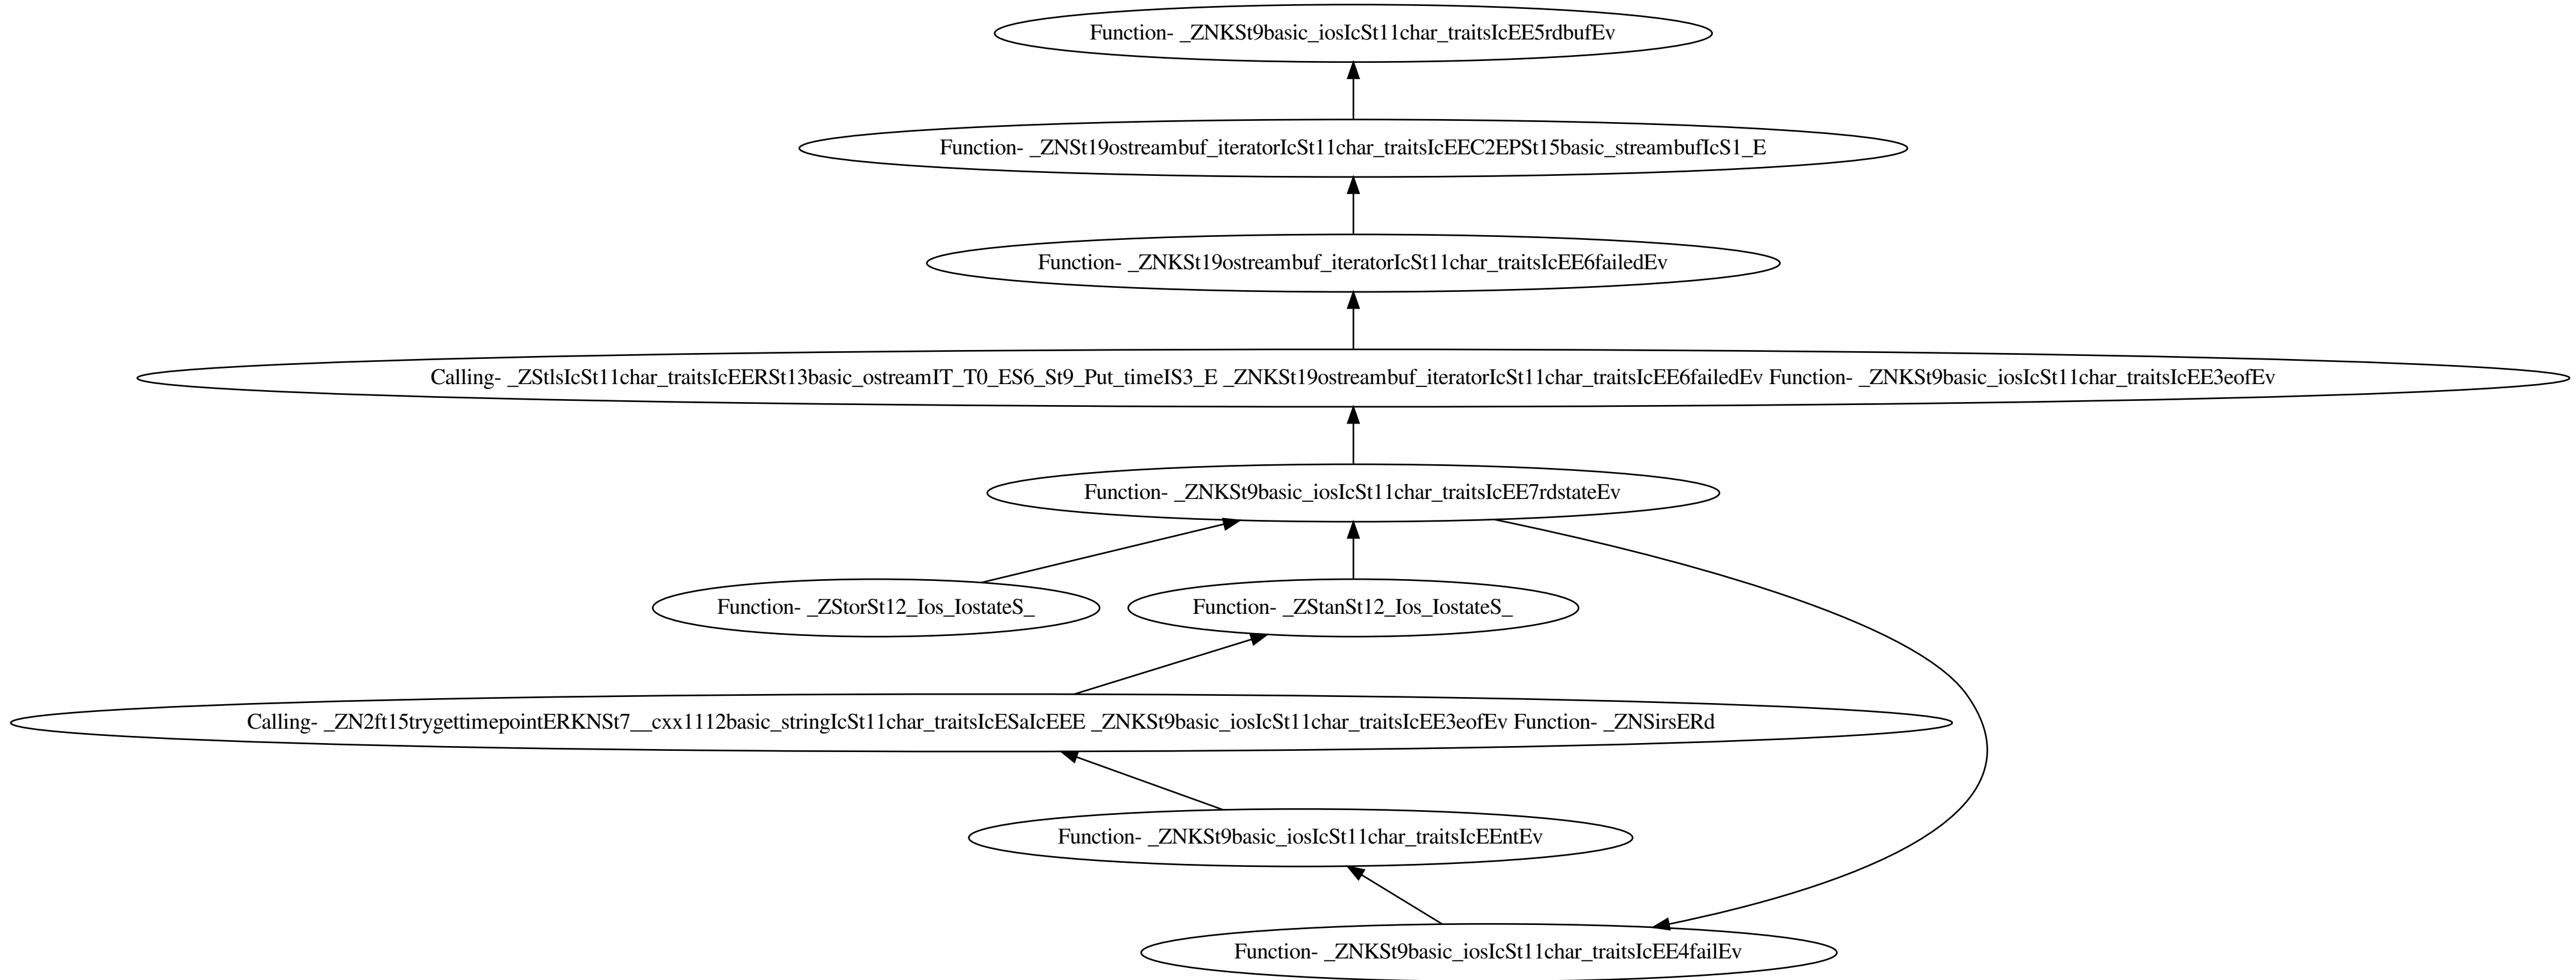 Function- _ZNKSt9basic_iosIcSt11char_traitsIcEE5rdbufEv
Function- _ZNSt19ostreambuf_iteratorIcSt11char_traitsIcEEC2EPSt15basic_streambufIcS1_E
Function- _ZNKSt19ostreambuf_iteratorIcSt11char_traitsIcEE6failedEv
Calling- _ZStlsIcSt11char_traitsIcEERSt13basic_ostreamIT_T0_ES6_St9_Put_timeIS3_E _ZNKSt19ostreambuf_iteratorIcSt11char_traitsIcEE6failedEv Function- _ZNKSt9basic_iosIcSt11char_traitsIcEE3eofEv
Function- _ZNKSt9basic_iosIcSt11char_traitsIcEE7rdstateEv
Function- _ZStorSt12_Ios_IostateS_
Function- _ZStanSt12_Ios_IostateS_
Calling- _ZN2ft15trygettimepointERKNSt7__cxx1112basic_stringIcSt11char_traitsIcESaIcEEE _ZNKSt9basic_iosIcSt11char_traitsIcEE3eofEv Function- _ZNSirsERd
Function- _ZNKSt9basic_iosIcSt11char_traitsIcEEntEv
Function- _ZNKSt9basic_iosIcSt11char_traitsIcEE4failEv